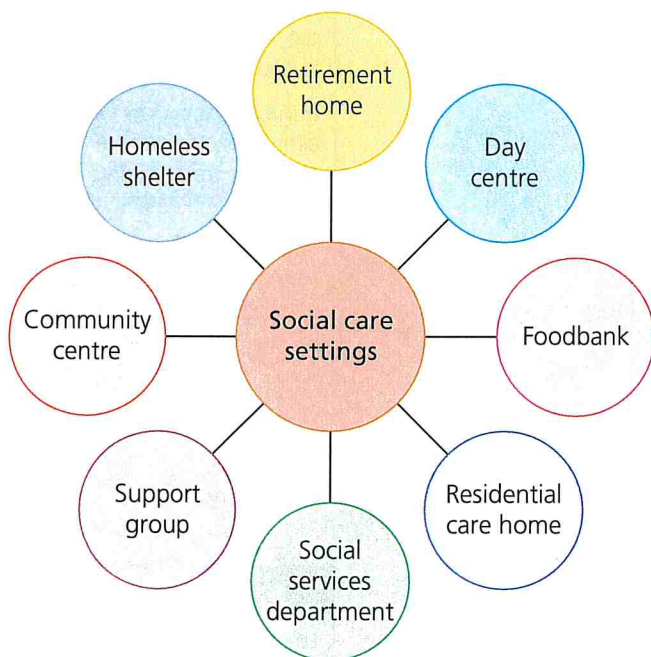 Retirement
home
Day
centre
Foodbank
Residential
care home
Social
services
department
Support
group
Community
centre
Homeless
shelter
Social care
settings